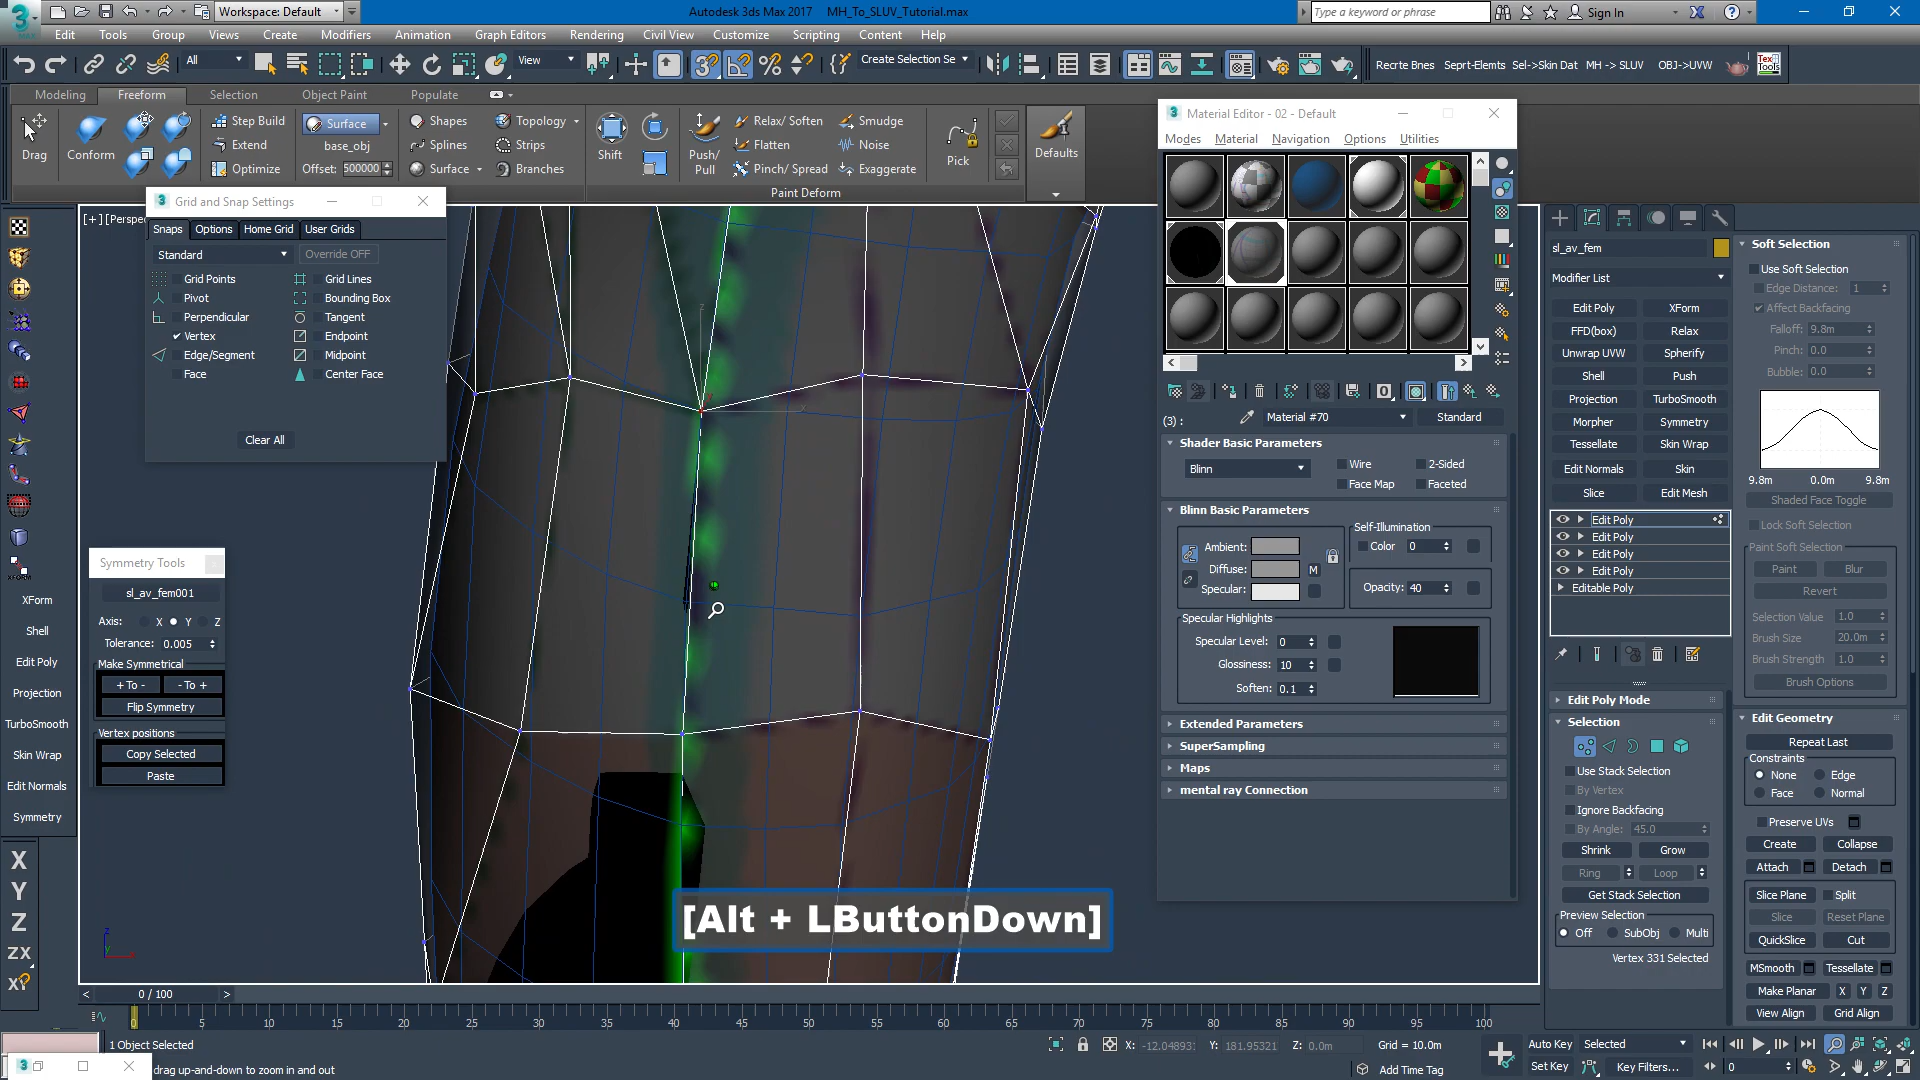 Workspace: Default
Autodesk 3ds Max 2017 MH_To_SLUV_Tutorial.max
Type a keyword or phrase
Sign In
Edit Tools Group Views Create Modifiers Animation Graph Editors Rendering Civil View Customize Scripting Content Help
All View Create Selection Se Recrte Bnes Seprt-Elemts Sel->Skin Dat MH -> SLUV OBJ->UVW
Modeling Freeform Selection Object Paint Populate
Drag Conform Step Build Extend Optimize Surface base_obj Offset: 500000
Shapes Splines Surface Topology Strips Branches
Shift Push/Pull Relax/ Soften Flatten Pinch/ Spread Smudge Noise Exaggerate
Pick Defaults
Paint Deform
[+] [Persp
Grid and Snap Settings
Snaps Options Home Grid User Grids
Standard Override OFF
Grid Points Grid Lines
Pivot Bounding Box
Perpendicular Tangent
Vertex Endpoint
Edge/Segment Midpoint
Face Center Face
Clear All
Symmetry Tools
sl_av_fem001
Axis: X Y Z
Tolerance: 0.005
Make Symmetrical
+ To - - To +
Flip Symmetry
Vertex positions
Copy Selected
Paste
XForm
XForm
Shell
Edit Poly
Projection
TurboSmooth
Skin Wrap
Edit Normals
Symmetry
X
Y
Z
ZX
[Alt + LButtonDown]
Material Editor - 02 - Default
Modes Material Navigation Options Utilities
(3): Material #70 Standard
Shader Basic Parameters
Blinn Wire 2-Sided
Face Map Faceted
Blinn Basic Parameters
Self-Illumination
Ambient: Color 0
Diffuse: M
Specular: Opacity: 40
Specular Highlights
Specular Level: 0
Glossiness: 10
Soften: 0.1
Extended Parameters
SuperSampling
Maps
mental ray Connection
sl_av_fem
Modifier List
Edit Poly XForm
FFD(box) Relax
Unwrap UVW Spherify
Shell Push
Projection TurboSmooth
Morpher Symmetry
Tessellate Skin Wrap
Edit Normals Skin
Slice Edit Mesh
Edit Poly
Edit Poly
Edit Poly
Edit Poly
Editable Poly
Edit Poly Mode
Selection
Use Stack Selection
By Vertex
Ignore Backfacing
By Angle: 45.0
Shrink Grow
Ring Loop
Get Stack Selection
Preview Selection
Off SubObj Multi
Vertex 331 Selected
Soft Selection
Use Soft Selection
Edge Distance: 1
Affect Backfacing
Falloff: 9.8m
Pinch: 0.0
Bubble: 0.0
9.8m 0.0m 9.8m
Shaded Face Toggle
Lock Soft Selection
Paint Soft Selection
Paint Blur
Revert
Selection Value 1.0
Brush Size 20.0m
Brush Strength 1.0
Brush Options
Edit Geometry
Repeat Last
Constraints
None Edge
Face Normal
Preserve UVs
Create Collapse
Attach Detach
Slice Plane Split
Slice Reset Plane
QuickSlice Cut
MSmooth Tessellate
Make Planar X Y Z
View Align Grid Align
< 0 / 100 >
0 5 10 15 20 25 30 35 40 45 50 55 60 65 70 75 80 85 90 95 100
1 Object Selected X: -12.04893 Y: 181.95321 Z: 0.0m Grid = 10.0m Auto Key Selected
drag up-and-down to zoom in and out Add Time Tag Set Key Key Filters... 0